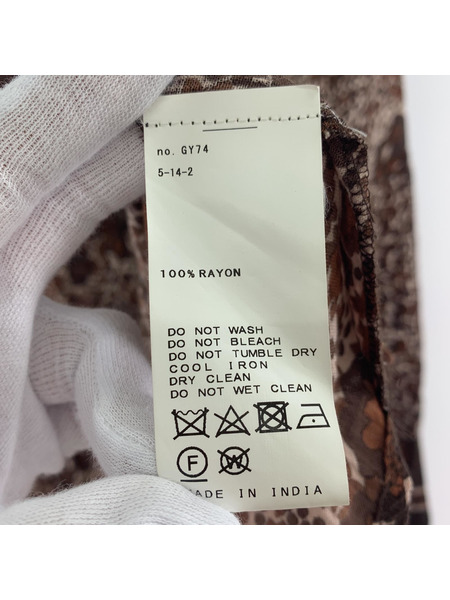 no. GY74
5-14-2
100% RAYON
DO NOT WASH
DO NOT BLEACH
DO NOT TUMBLE DRY
COOL IRON
DRY CLEAN
DO NOT WET CLEAN
F W
MADE IN INDIA